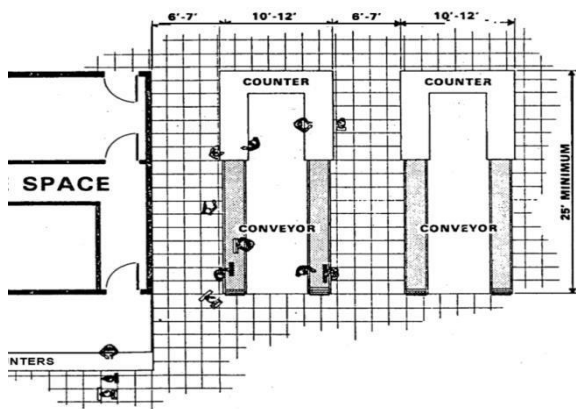 6'-7' 10'-12' 6'-7' 10'-12'
COUNTER COUNTER
E SPACE
CONVEYOR CONVEYOR
25' MINIMUM
NTERS